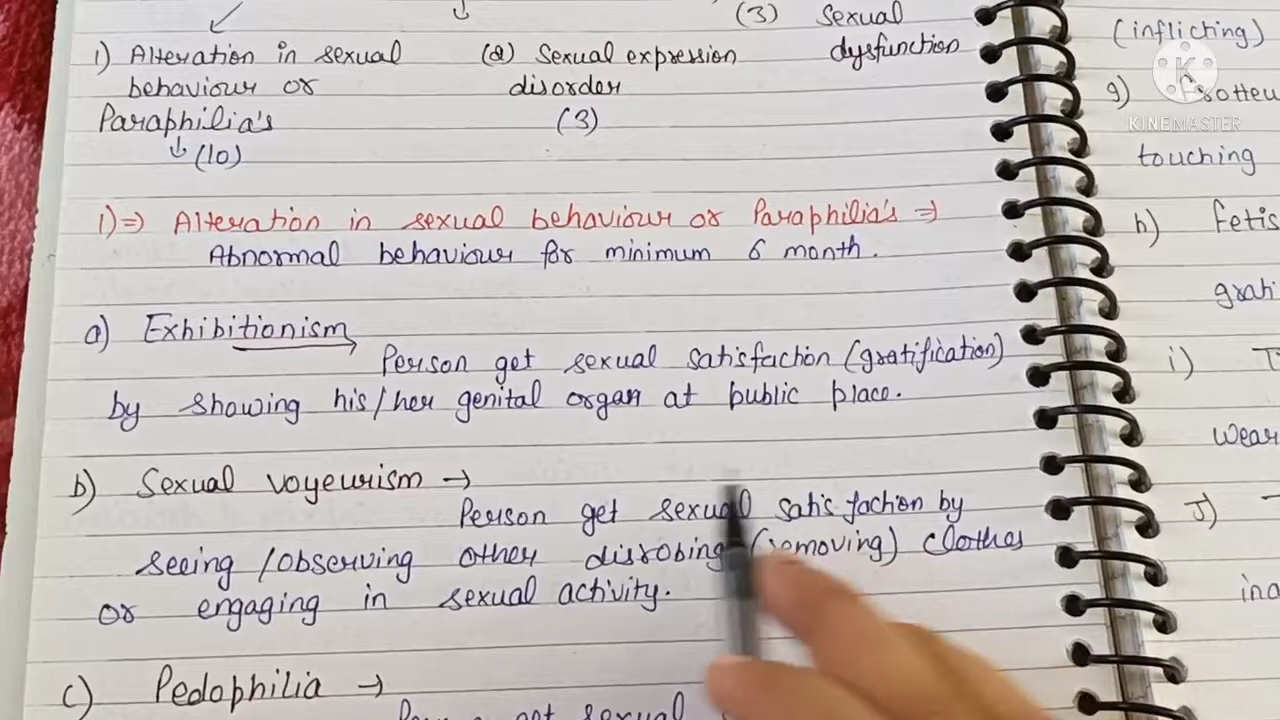 (3) Sexual
dysfunction
1) Alteration in sexual
behaviour or
Paraphilia's
↓ (10)
(2) Sexual expression
disorder
(3)
1) ⇒ Alteration in sexual behaviour or Paraphilia's ⇒
Abnormal behaviour for minimum 6 month.
a) Exhibitionism →
Person get sexual satisfaction (gratification)
by showing his/her genital organ at public place.
b) Sexual voyeurism →
Person get sexual satisfaction by
seeing /observing other disrobing (removing) clothes
or engaging in sexual activity.
c) Pedophilia →
get sexual
(inflicting)
g)
touching
h) Fetis
grati
i) T
wear
J) T
ina
KINEMASTER